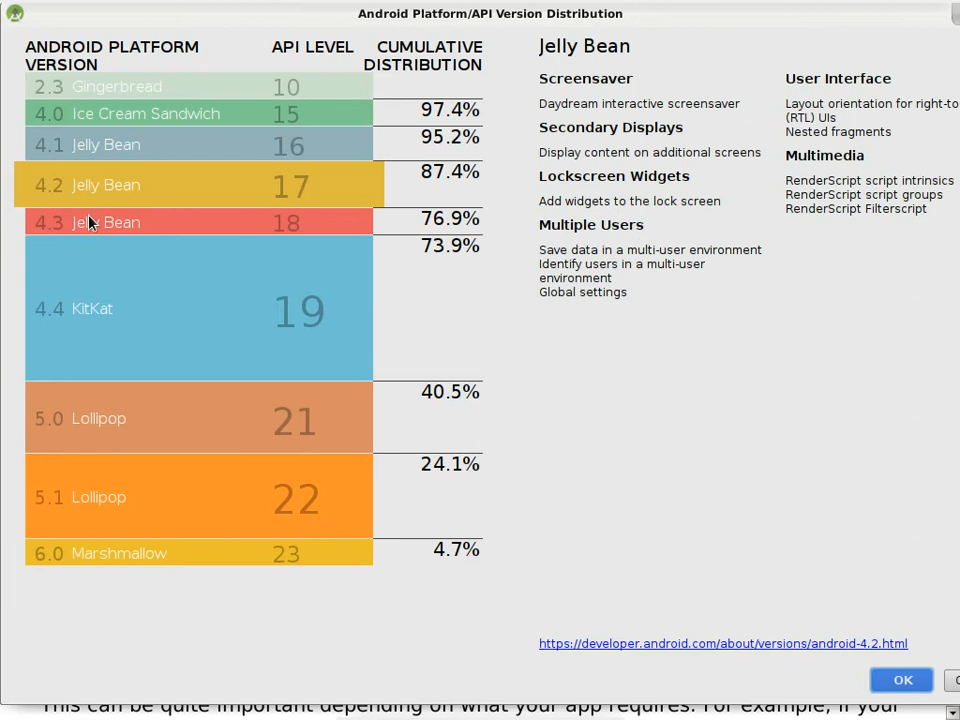 Android Platform/API Version Distribution
ANDROID PLATFORM
VERSION
API LEVEL
CUMULATIVE
DISTRIBUTION
2.3 Gingerbread 10
4.0 Ice Cream Sandwich 15
97.4%
4.1 Jelly Bean 16
95.2%
4.2 Jelly Bean 17
87.4%
4.3 Jelly Bean 18
76.9%
4.4 KitKat 19
73.9%
5.0 Lollipop 21
40.5%
5.1 Lollipop 22
24.1%
6.0 Marshmallow 23
4.7%
Jelly Bean
Screensaver
Daydream interactive screensaver
Secondary Displays
Display content on additional screens
Lockscreen Widgets
Add widgets to the lock screen
Multiple Users
Save data in a multi-user environment
Identify users in a multi-user
environment
Global settings
User Interface
Layout orientation for right-to
(RTL) UIs
Nested fragments
Multimedia
RenderScript script intrinsics
RenderScript script groups
RenderScript Filterscript
https://developer.android.com/about/versions/android-4.2.html
OK
This can be quite important depending on what your app requires. For example, if your